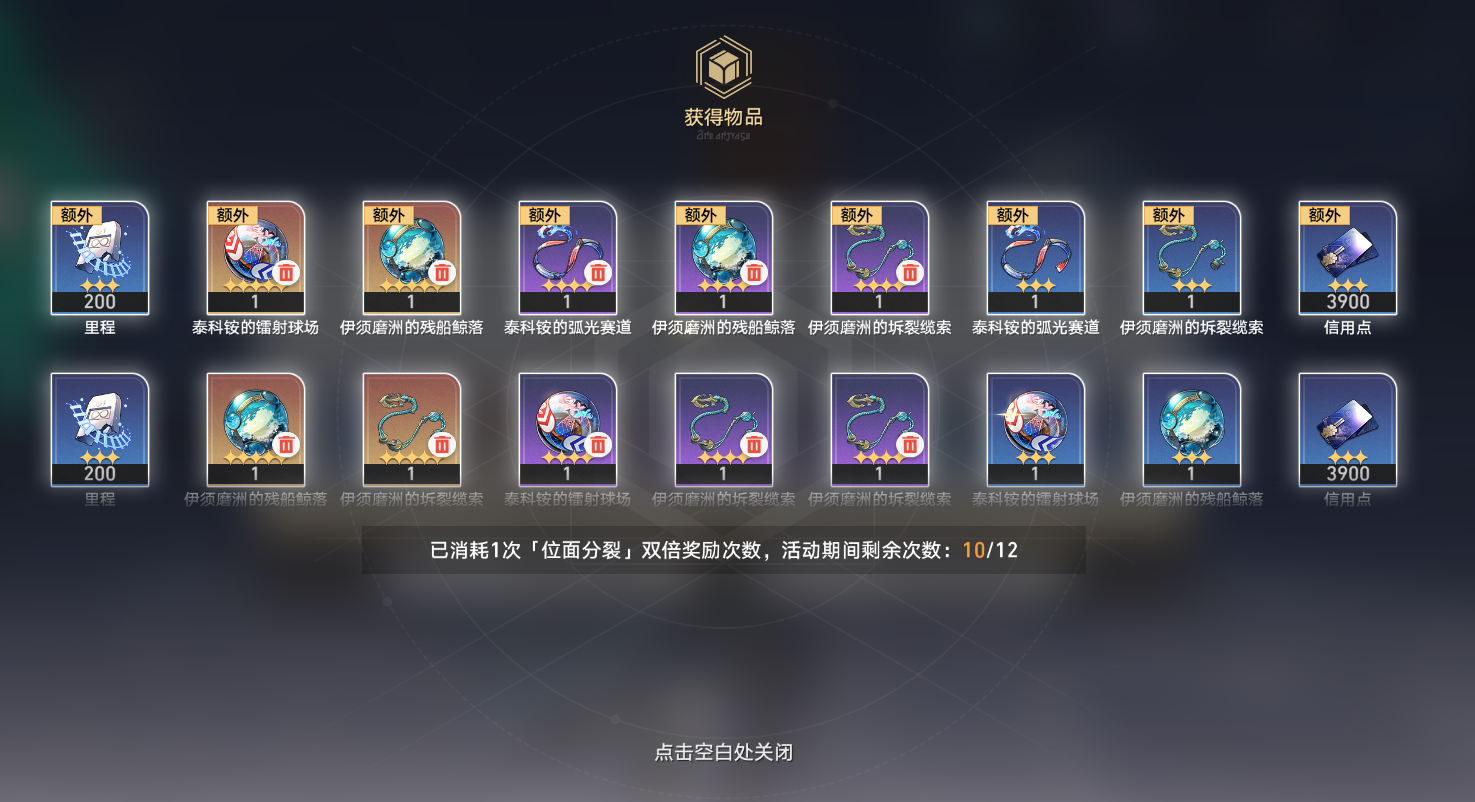 获得物品
额外 额外 额外 额外 额外 额外 额外 额外 额外
200 1 1 1 1 1 1 1 3900
里程 泰科铵的镭射球场 伊须磨洲的残船鲸落 泰科铵的弧光赛道 伊须磨洲的残船鲸落 伊须磨洲的坼裂缆索 泰科铵的弧光赛道 伊须磨洲的坼裂缆索 信用点
200 1 1 1 1 1 1 1 3900
里程 伊须磨洲的残船鲸落 伊须磨洲的坼裂缆索 泰科铵的镭射球场 伊须磨洲的坼裂缆索 伊须磨洲的坼裂缆索 泰科铵的镭射球场 伊须磨洲的残船鲸落 信用点
已消耗1次「位面分裂」双倍奖励次数，活动期间剩余次数：10/12
点击空白处关闭